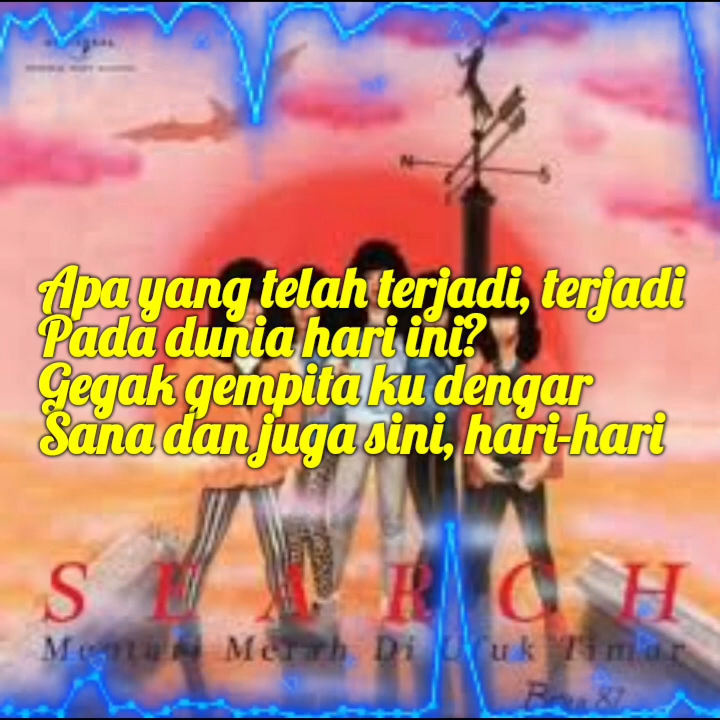 N
S
Apa yang telah terjadi, terjadi
Pada dunia hari ini?
Gegak gempita ku dengar
Sana dan juga sini, hari-hari
SEARCH
Mentari Merah Di Ufuk Timur